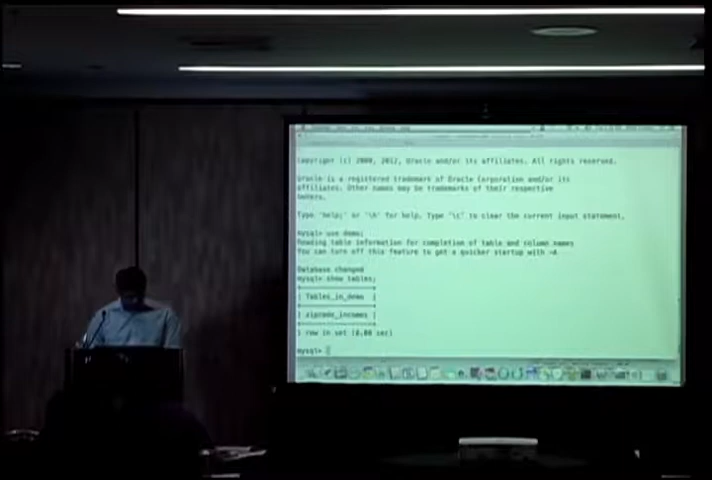 Copyright (c) 2000, 2012, Oracle and/or its affiliates. All rights reserved.
Oracle is a registered trademark of Oracle Corporation and/or its
affiliates. Other names may be trademarks of their respective
owners.
Type 'help;' or '\h' for help. Type '\c' to clear the current input statement.
mysql> use demo;
Reading table information for completion of table and column names
You can turn off this feature to get a quicker startup with -A
Database changed
mysql> show tables;
| Tables_in_demo |
| zipcode_incomes |
1 row in set (0.00 sec)
mysql>